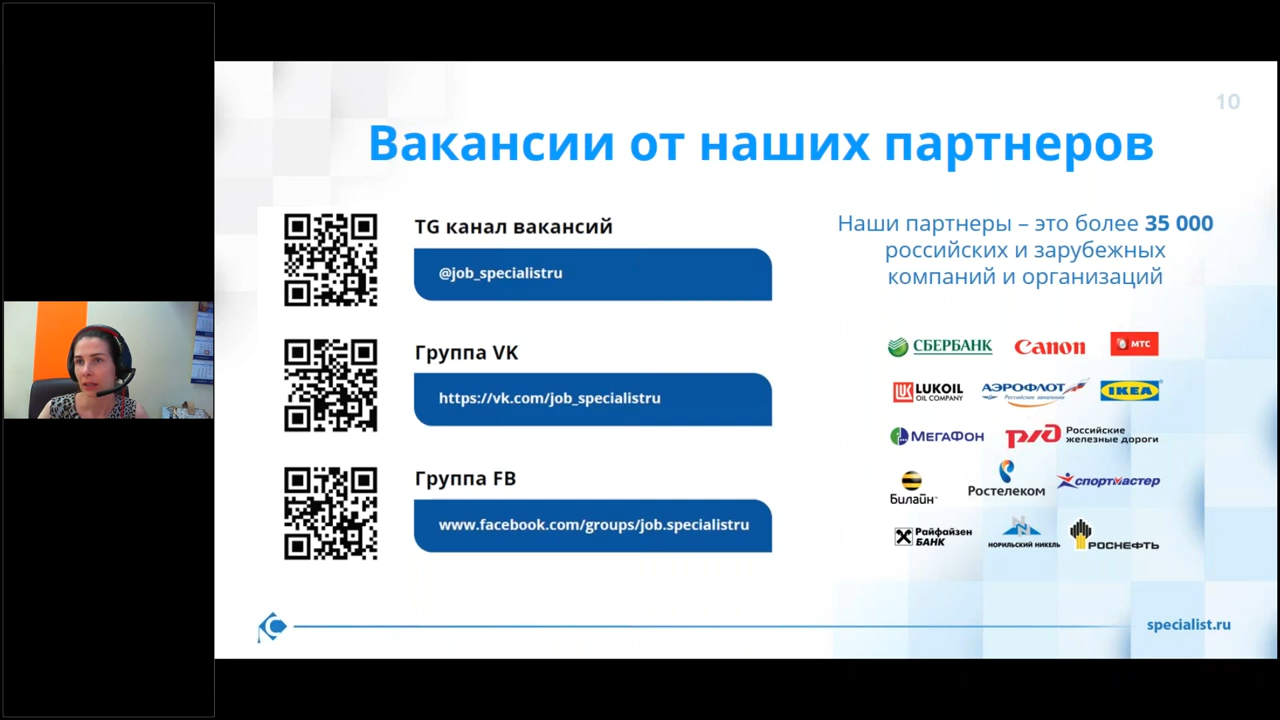 10
Вакансии от наших партнеров
TG канал вакансий
@job_specialistru
Группа VK
https://vk.com/job_specialistru
Группа FB
www.facebook.com/groups/job.specialistru
Наши партнеры – это более 35 000
российских и зарубежных
компаний и организаций
СБЕРБАНК Canon МТС
LUKOIL
OIL COMPANY
АЭРОФЛОТ
Российские авиалинии
IKEA
МЕГАФОН
РЖД Российские
железные дороги
Билайн
Ростелеком
СПОРТМАСТЕР
Райфайзен
БАНК
НОРИЛЬСКИЙ НИКЕЛЬ
РОСНЕФТЬ
specialist.ru